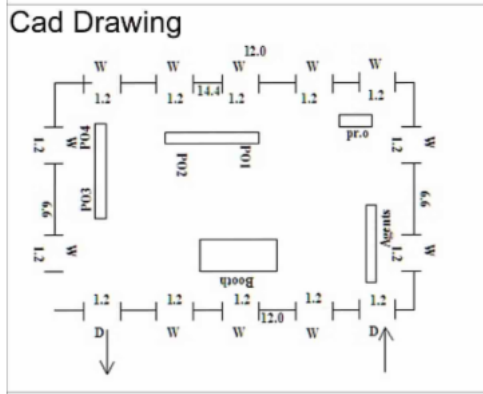 Cad Drawing
12.0
W W W W W
1.2 1.2 14.4 1.2 1.2 1.2
pr.o
1.2 W PO4 PO2 PO1 W 1.2
6.6 PO3 Agents 6.6
1.2 W Booth W 1.2
1.2 1.2 1.2 1.2 1.2
12.0
D W W W D